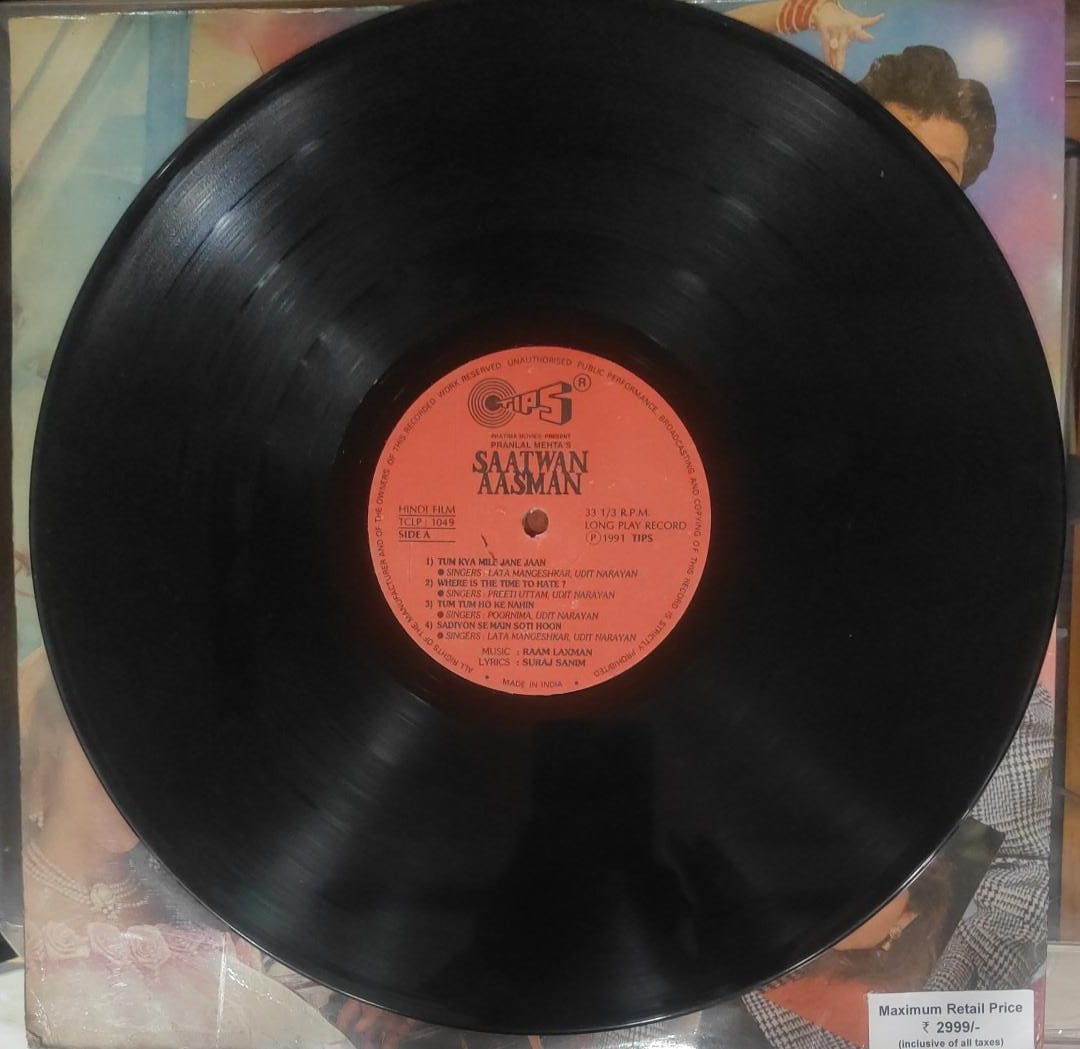 ALL RIGHTS OF THE MANUFACTURER AND OF THE OWNERS OF THIS RECORDED WORK RESERVED UNAUTHORISED PUBLIC PERFORMANCE, BROADCASTING AND COPYING OF THIS RECORD IS STRICTLY PROHIBITED
TIPS ®
PRATIMA MOVIES PRESENT
PRANLAL MEHTA'S
SAATWAN
AASMAN
HINDI FILM
TCLP : 1049
SIDE A
33 1/3 R.P.M.
LONG PLAY RECORD
Ⓟ 1991 TIPS
1) TUM KYA MILE JANE JAAN
● SINGERS : LATA MANGESHKAR, UDIT NARAYAN
2) WHERE IS THE TIME TO HATE ?
● SINGERS : PREETI UTTAM, UDIT NARAYAN
3) TUM TUM HO KE NAHIN
● SINGERS : POORNIMA, UDIT NARAYAN
4) SADIYON SE MAIN SOTI HOON
● SINGERS : LATA MANGESHKAR, UDIT NARAYAN
MUSIC : RAAM LAXMAN
LYRICS : SURAJ SANIM
• MADE IN INDIA •
Maximum Retail Price
₹ 2999/-
(inclusive of all taxes)